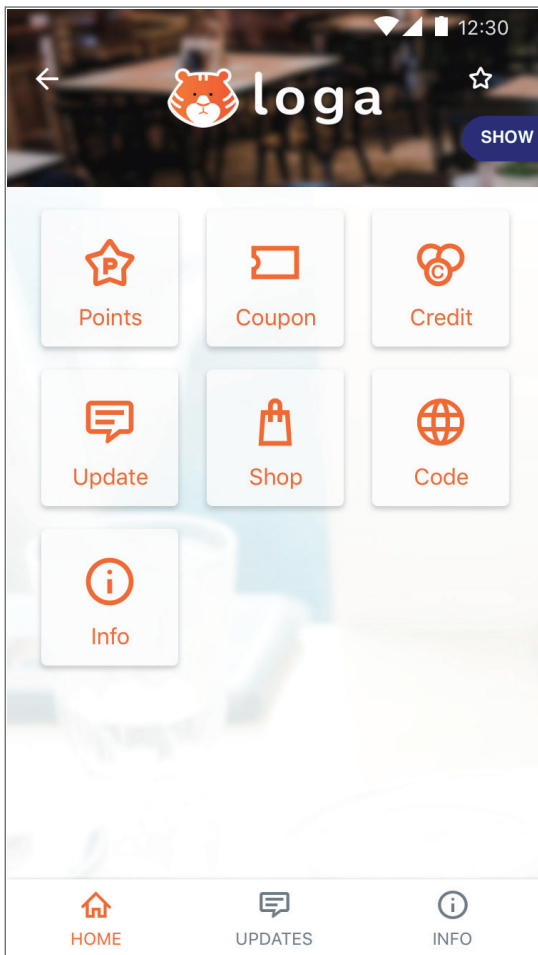 12:30
loga
SHOW
P
C
Points Coupon Credit
Update Shop Code
Info
HOME UPDATES INFO